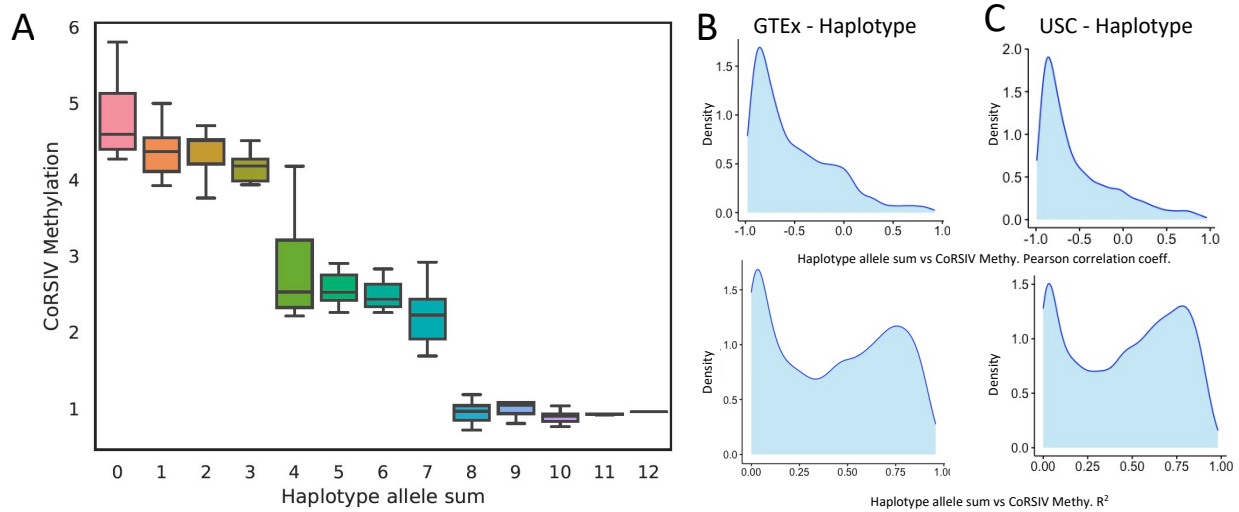 A
6
5
4
3
2
1
CoRSIV Methylation
0 1 2 3 4 5 6 7 8 9 10 11 12
Haplotype allele sum
B
GTEx - Haplotype
1.5
1.0
0.5
0.0
Density
-1.0 -0.5 0.0 0.5 1.0
C
USC - Haplotype
2.0
1.5
1.0
0.5
0.0
Density
-1.0 -0.5 0.0 0.5 1.0
Haplotype allele sum vs CoRSIV Methy. Pearson correlation coeff.
1.5
1.0
0.5
0.0
Density
0.00 0.25 0.50 0.75 1.00
1.5
1.0
0.5
0.0
Density
0.00 0.25 0.50 0.75 1.00
Haplotype allele sum vs CoRSIV Methy. R²